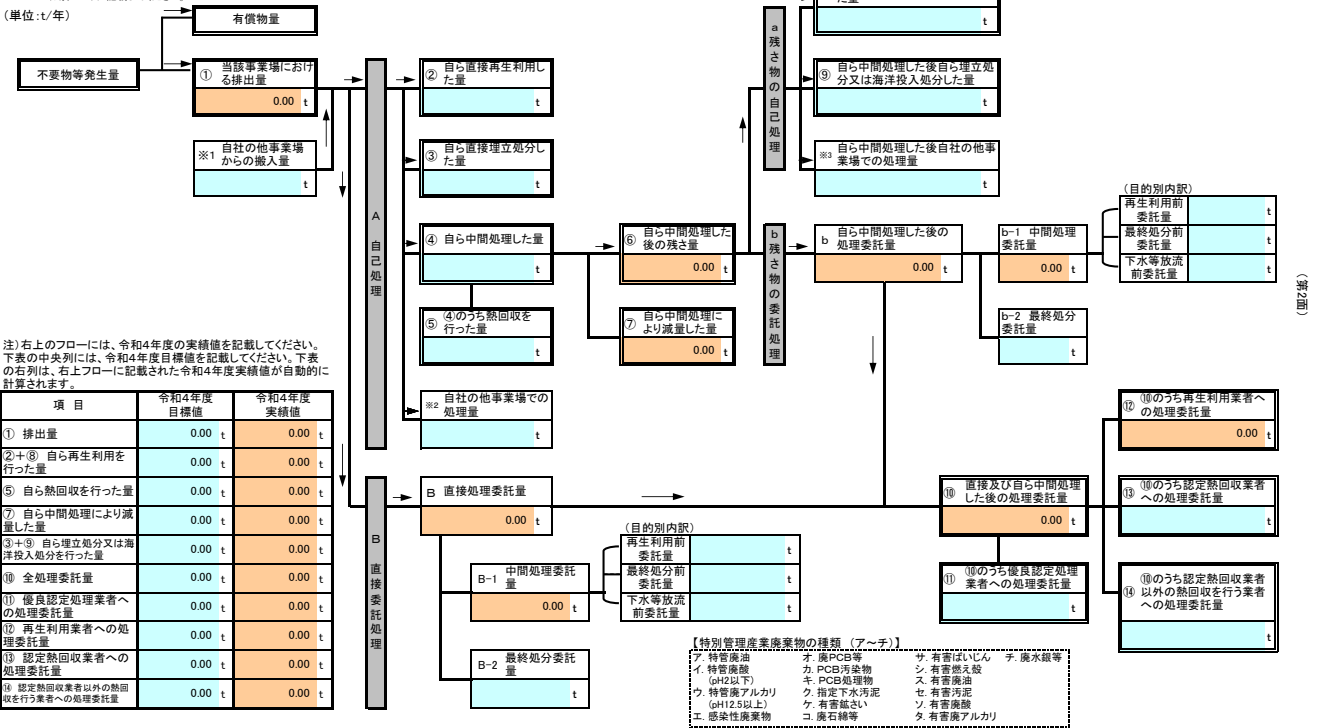 (単位:t/年)
有償物量
不要物等発生量
① 当該事業場におけ
る排出量
0.00 t
※1 自社の他事業場
からの搬入量
t
A 自己処理
② 自ら直接再生利用し
た量
t
③ 自ら直接埋立処分し
た量
t
④ 自ら中間処理した量
t
⑤ ④のうち熱回収を
行った量
t
※2 自社の他事業場での
処理量
t
⑥ 自ら中間処理した
後の残さ量
0.00 t
⑦ 自ら中間処理に
より減量した量
0.00 t
a 残さ物の自己処理
t
⑨ 自ら中間処理した後自ら埋立処
分又は海洋投入処分した量
t
※3 自ら中間処理した後自社の他事
業場での処理量
t
b 残さ物の委託処理
b 自ら中間処理した後の
処理委託量
0.00 t
b-1 中間処理
委託量
0.00 t
b-2 最終処分
委託量
t
(目的別内訳)
再生利用前
委託量
t
最終処分前
委託量
t
下水等放流
前委託量
t
(第2面)
注)右上のフローには、令和4年度の実績値を記載してください。
下表の中央列には、令和4年度目標値を記載してください。下表
の右列は、右上フローに記載された令和4年度実績値が自動的に
計算されます。
項 目 令和4年度目標値 令和4年度実績値
① 排出量 0.00 t 0.00 t
②+⑧ 自ら再生利用を
行った量 0.00 t 0.00 t
⑤ 自ら熱回収を行った量 0.00 t 0.00 t
⑦ 自ら中間処理により減
量した量 0.00 t 0.00 t
③+⑨ 自ら埋立処分又は海
洋投入処分を行った量 0.00 t 0.00 t
⑩ 全処理委託量 0.00 t 0.00 t
⑪ 優良認定処理業者へ
の処理委託量 0.00 t 0.00 t
⑫ 再生利用業者への処
理委託量 0.00 t 0.00 t
⑬ 認定熱回収業者への
処理委託量 0.00 t 0.00 t
⑭ 認定熱回収業者以外の熱回
収を行う業者への処理委託量 0.00 t 0.00 t
B 直接委託処理
B 直接処理委託量
0.00 t
B-1 中間処理委託
量
0.00 t
B-2 最終処分委託
量
t
(目的別内訳)
再生利用前
委託量
t
最終処分前
委託量
t
下水等放流
前委託量
t
⑩ 直接及び自ら中間処理
した後の処理委託量
0.00 t
⑪ ⑩のうち優良認定処理
業者への処理委託量
t
⑫ ⑩のうち再生利用業者へ
の処理委託量
0.00 t
⑬ ⑩のうち認定熱回収業者
への処理委託量
t
⑭ ⑩のうち認定熱回収業者
以外の熱回収を行う業者
への処理委託量
t
【特別管理産業廃棄物の種類 (ア~チ)】
ア. 特管廃油 オ. 廃PCB等 サ. 有害ばいじん チ. 廃水銀等
イ. 特管廃酸 カ. PCB汚染物 シ. 有害燃え殻
(pH2以下) キ. PCB処理物 ス. 有害廃油
ウ. 特管廃アルカリ ク. 指定下水汚泥 セ. 有害汚泥
(pH12.5以上) ケ. 有害鉱さい ソ. 有害廃酸
エ. 感染性廃棄物 コ. 廃石綿等 タ. 有害廃アルカリ